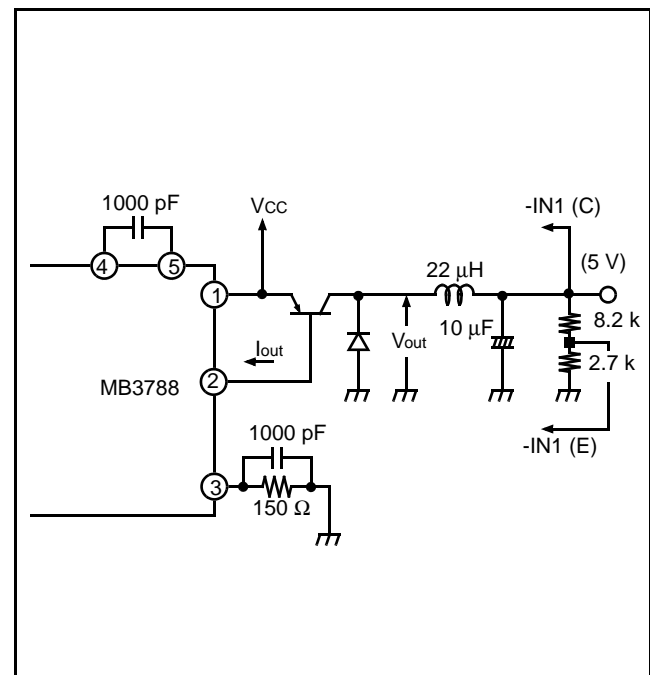 1000 pF
VCC
-IN1 (C)
4
5
22 µH
(5 V)
1
8.2 k
10 µF
Vout
Iout
2.7 k
2
MB3788
1000 pF
-IN1 (E)
3
150 Ω